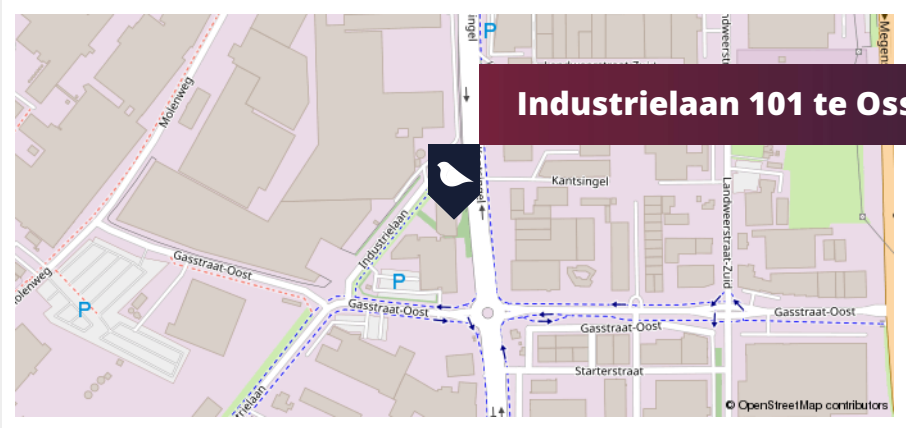 P
Molenweg
Industrielaan 101 te Oss
Kantsingel
Landweerstraat-Zuid
Industrielaan
Gasstraat-Oost
P
Gasstraat-Oost
P
Gasstraat-Oost
Gasstraat-Oost
Starterstraat
© OpenStreetMap contributors